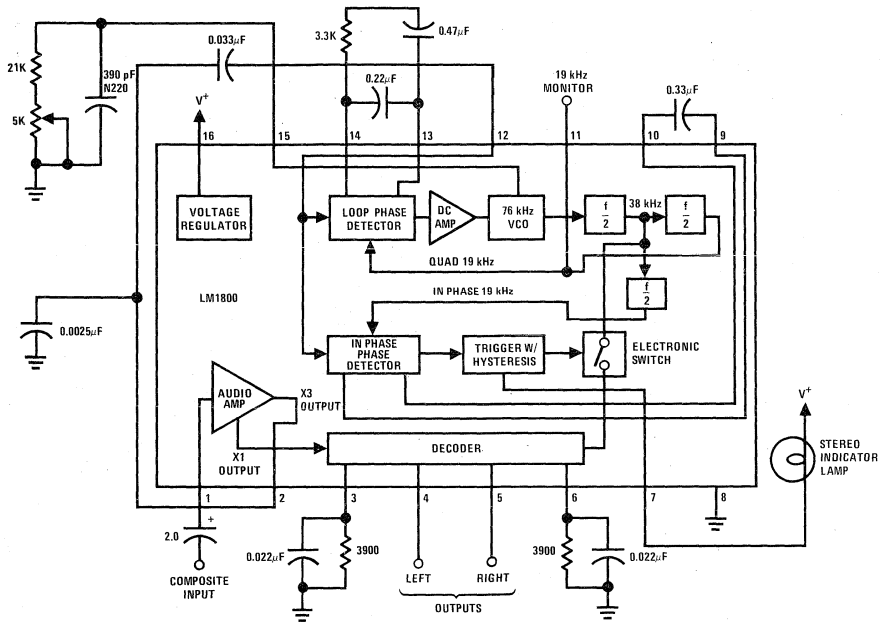 0.033μF
3.3K
0.47μF
21K
390 pF
N220
0.22μF
19 kHz
MONITOR
0.33μF
5K
V+
16
15
14
13
12
11
10
9
VOLTAGE
REGULATOR
LOOP PHASE
DETECTOR
DC
AMP
76 kHz
VCO
f
2
38 kHz
f
2
QUAD 19 kHz
f
2
LM1800
IN PHASE 19 kHz
0.0025μF
IN PHASE
PHASE
DETECTOR
TRIGGER W/
HYSTERESIS
ELECTRONIC
SWITCH
AUDIO
AMP
X3
OUTPUT
V+
X1
OUTPUT
DECODER
STEREO
INDICATOR
LAMP
1
2
3
4
5
6
7
8
2.0
+
0.022μF
3900
3900
0.022μF
COMPOSITE
INPUT
LEFT
RIGHT
OUTPUTS